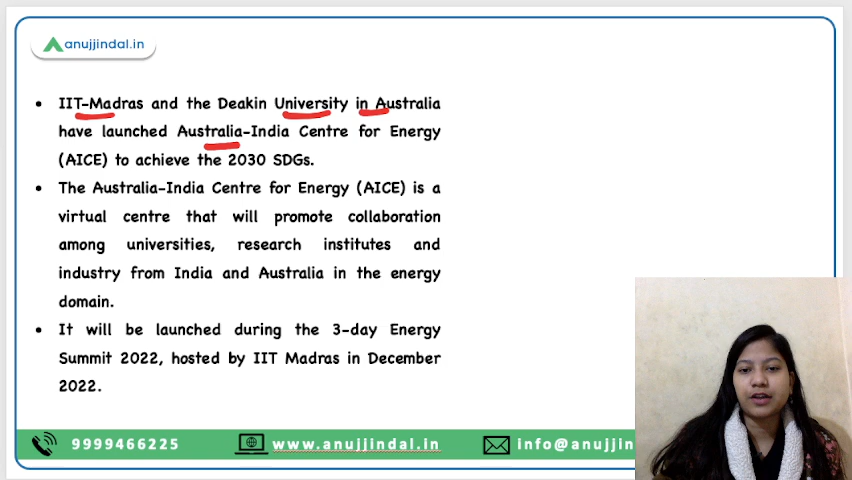 anujjindal.in
• IIT-Madras and the Deakin University in Australia
have launched Australia-India Centre for Energy
(AICE) to achieve the 2030 SDGs.
• The Australia-India Centre for Energy (AICE) is a
virtual centre that will promote collaboration
among universities, research institutes and
industry from India and Australia in the energy
domain.
• It will be launched during the 3-day Energy
Summit 2022, hosted by IIT Madras in December
2022.
9999466225 www.anujjindal.in info@anujjin